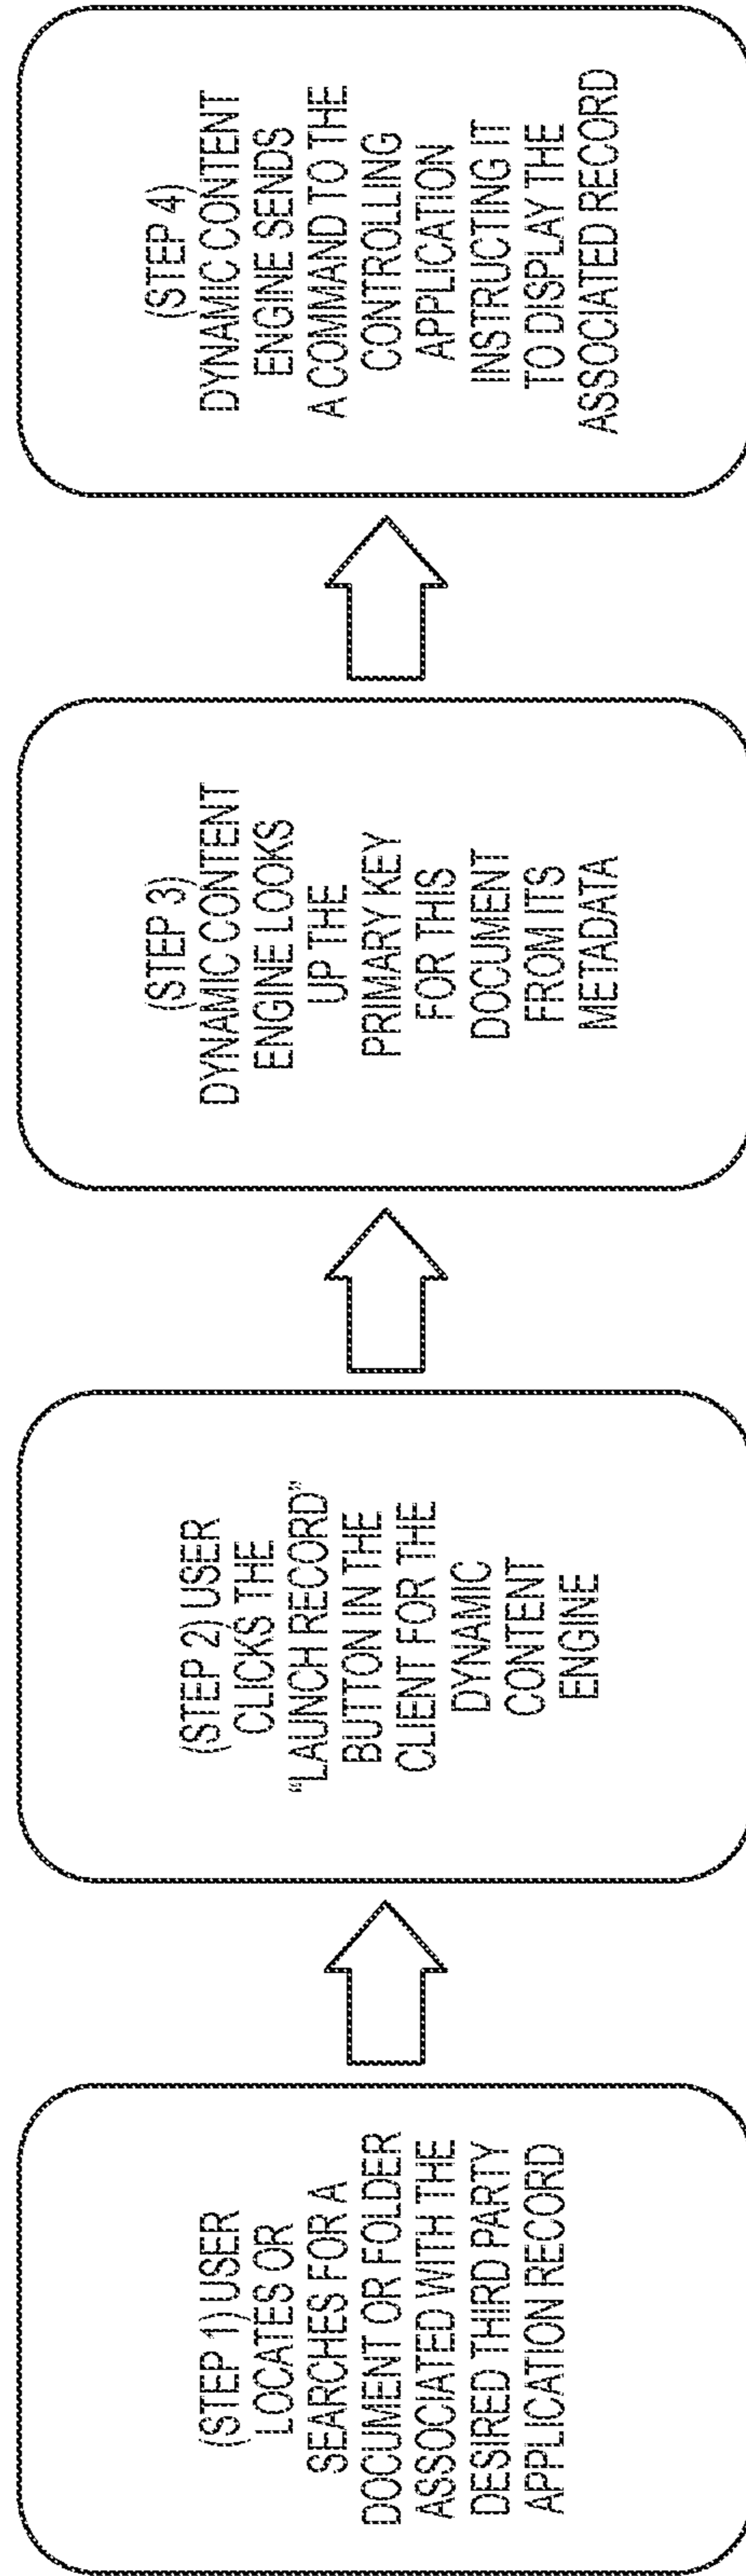 (STEP 1) USER
LOCATES OR
SEARCHES FOR A
DOCUMENT OR FOLDER
ASSOCIATED WITH THE
DESIRED THIRD PARTY
APPLICATION RECORD
(STEP 2) USER
CLICKS THE
“LAUNCH RECORD”
BUTTON IN THE
CLIENT FOR THE
DYNAMIC
CONTENT
ENGINE
(STEP 3)
DYNAMIC CONTENT
ENGINE LOOKS
UP THE
PRIMARY KEY
FOR THIS
DOCUMENT
FROM ITS
METADATA
(STEP 4)
DYNAMIC CONTENT
ENGINE SENDS
A COMMAND TO THE
CONTROLLING
APPLICATION
INSTRUCTING IT
TO DISPLAY THE
ASSOCIATED RECORD